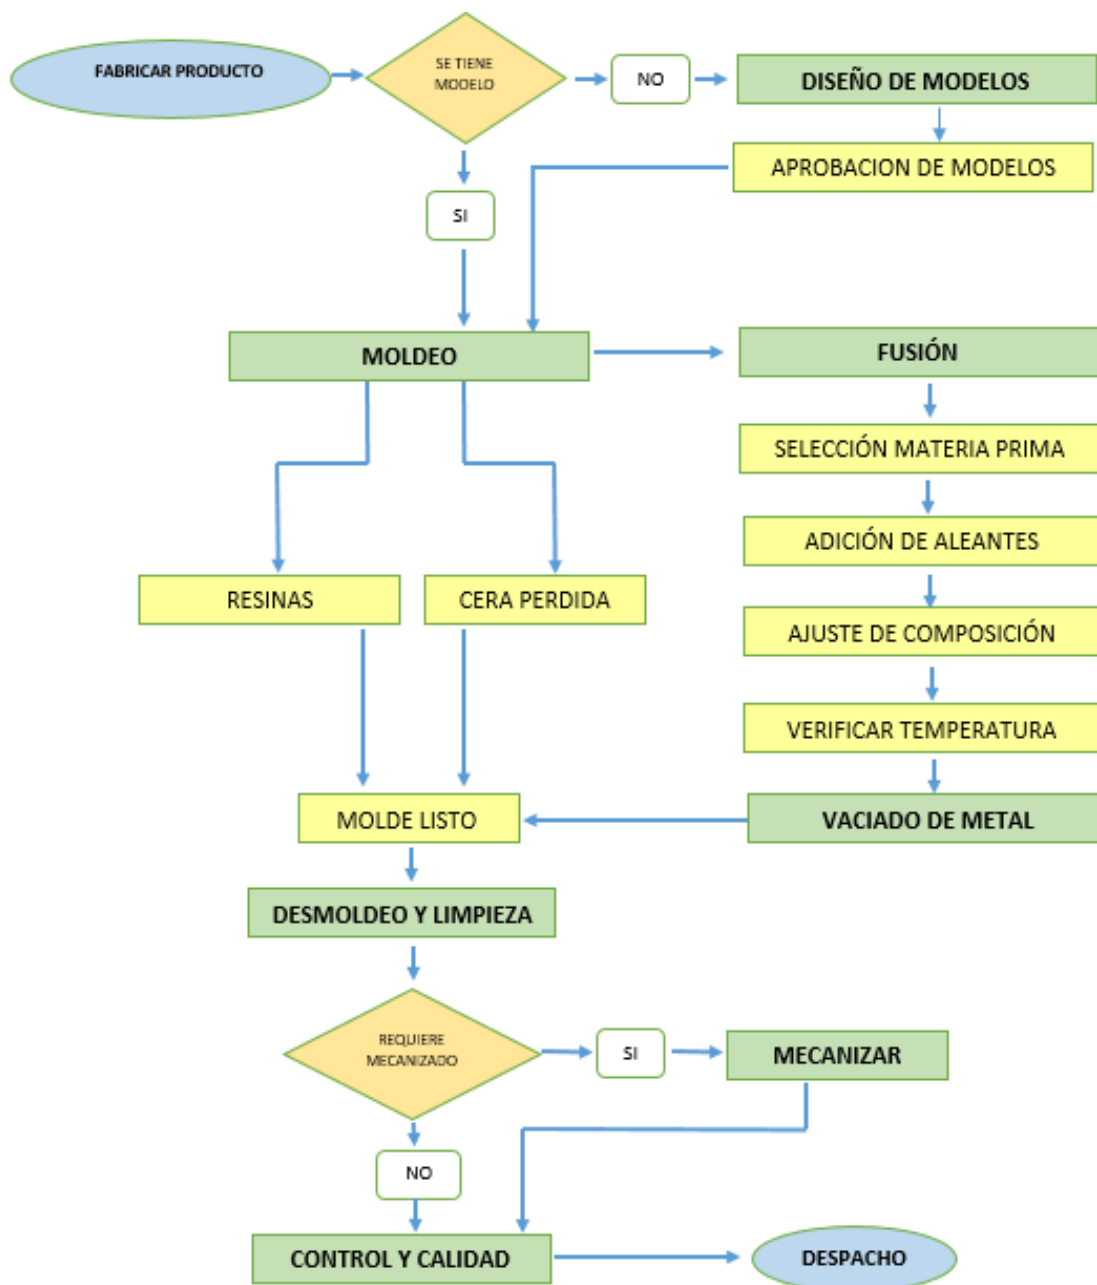 FABRICAR PRODUCTO
SE TIENE
MODELO
NO
DISEÑO DE MODELOS
APROBACION DE MODELOS
SI
MOLDEO
FUSIÓN
SELECCIÓN MATERIA PRIMA
ADICIÓN DE ALEANTES
RESINAS
CERA PERDIDA
AJUSTE DE COMPOSICIÓN
VERIFICAR TEMPERATURA
MOLDE LISTO
VACIADO DE METAL
DESMOLDEO Y LIMPIEZA
REQUIERE
MECANIZADO
SI
MECANIZAR
NO
CONTROL Y CALIDAD
DESPACHO